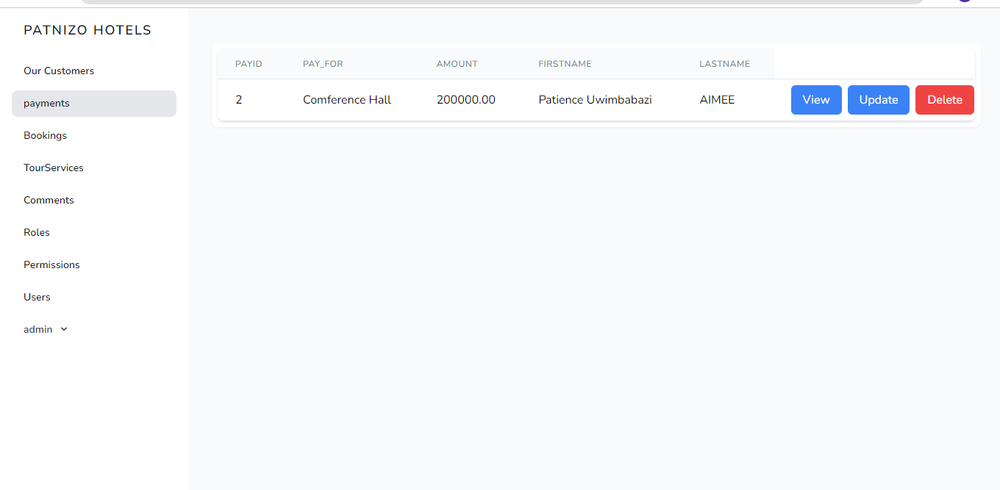 PATNIZO HOTELS
Our Customers
payments
Bookings
TourServices
Comments
Roles
Permissions
Users
admin
PAYID PAY_FOR AMOUNT FIRSTNAME LASTNAME
2 Comference Hall 200000.00 Patience Uwimbabazi AIMEE View Update Delete